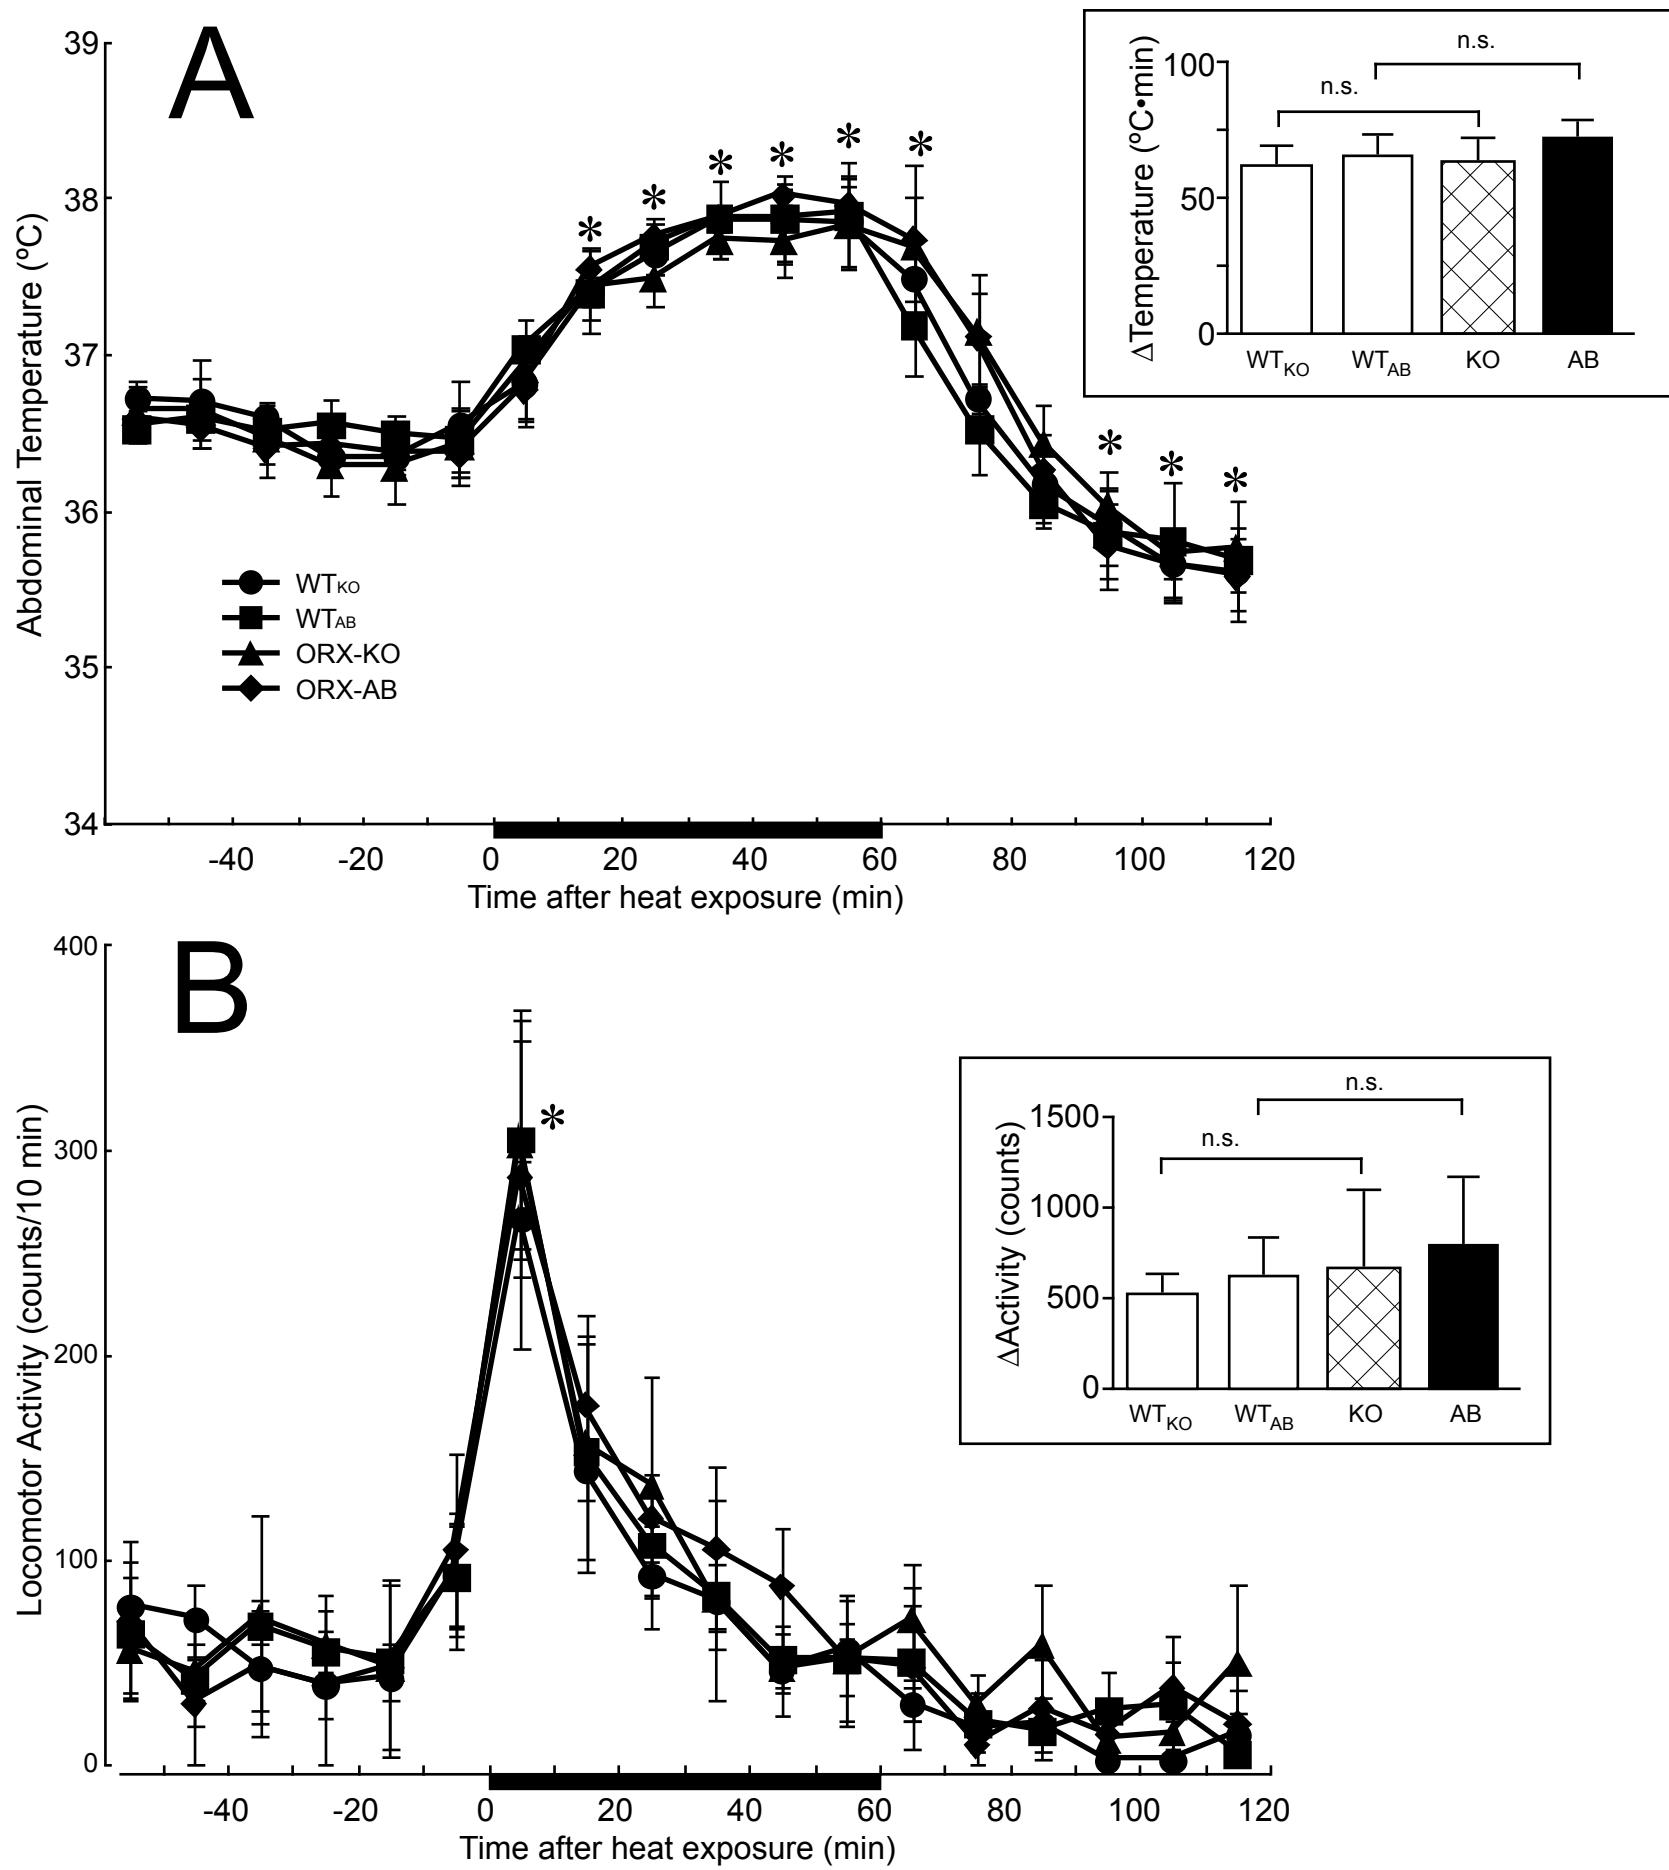 A
39
38
37
36
35
34
Abdominal Temperature (ºC)
* * * * * * * * *
WTKO
WTAB
ORX-KO
ORX-AB
-40 -20 0 20 40 60 80 100 120
Time after heat exposure (min)
n.s.
n.s.
100
50
0
ΔTemperature (ºC•min)
WTKO WTAB KO AB
B
400
300
200
100
0
Locomotor Activity (counts/10 min)
*
-40 -20 0 20 40 60 80 100 120
Time after heat exposure (min)
n.s.
n.s.
1500
1000
500
0
ΔActivity (counts)
WTKO WTAB KO AB